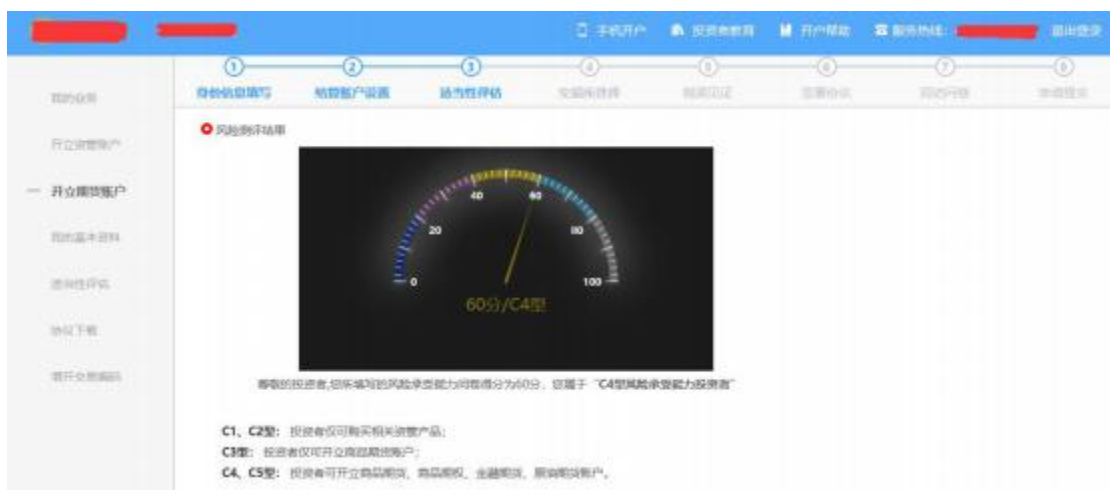 手机开户 投资者教育 开户帮助 服务热线: 退出登录
1 2 3 4 5 6 7 8
身份信息填写 结算账户设置 适当性评估 交易所选择 视频见证 签署协议 回访问卷 申请提交
我的业务
开立资管账户
开立期货账户
我的基本资料
适当性评估
协议下载
增开交易编码
风险测评结果
0 20 40 60 80 100
60分/C4型
尊敬的投资者,您所填写的风险承受能力问卷得分为60分,您属于“C4型风险承受能力投资者”
C1、C2型: 投资者仅可购买相关资管产品;
C3型: 投资者仅可开立商品期货账户;
C4、C5型: 投资者可开立商品期货、商品期权、金融期货、原油期货账户。